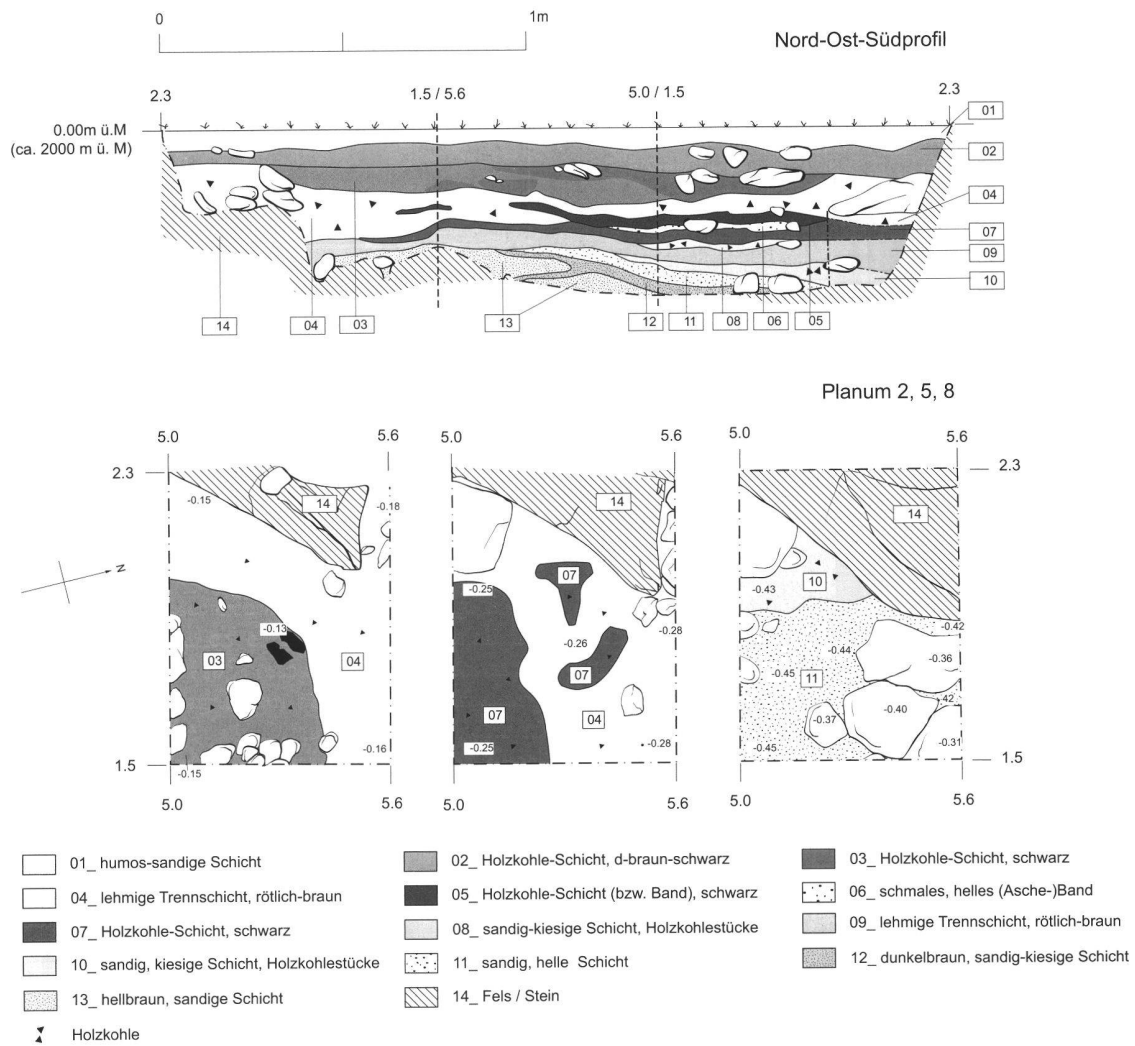 0 1m
Nord-Ost-Südprofil
2.3 1.5 / 5.6 5.0 / 1.5 2.3
01
0.00m ü.M
(ca. 2000 m ü. M)
02
04
07
09
10
14 04 03 13 12 11 08 06 05
Planum 2, 5, 8
5.0 5.6 5.0 5.6 5.0 5.6
2.3 2.3
-0.15 14 -0.18 14 14
N
07 10
-0.25 -0.43
-0.13 -0.26 -0.28 -0.42
03 04 -0.44 -0.36
07 -0.45 11
07 04 -0.37 -0.40 42
-0.16 -0.25 -0.28 -0.45 -0.31
1.5 -0.15 1.5
5.0 5.6 5.0 5.6 5.0 5.6
01_ humos-sandige Schicht
02_ Holzkohle-Schicht, d-braun-schwarz
03_ Holzkohle-Schicht, schwarz
04_ lehmige Trennschicht, rötlich-braun
05_ Holzkohle-Schicht (bzw. Band), schwarz
06_ schmales, helles (Asche-)Band
07_ Holzkohle-Schicht, schwarz
08_ sandig-kiesige Schicht, Holzkohlestücke
09_ lehmige Trennschicht, rötlich-braun
10_ sandig, kiesige Schicht, Holzkohlestücke
11_ sandig, helle Schicht
12_ dunkelbraun, sandig-kiesige Schicht
13_ hellbraun, sandige Schicht
14_ Fels / Stein
Holzkohle